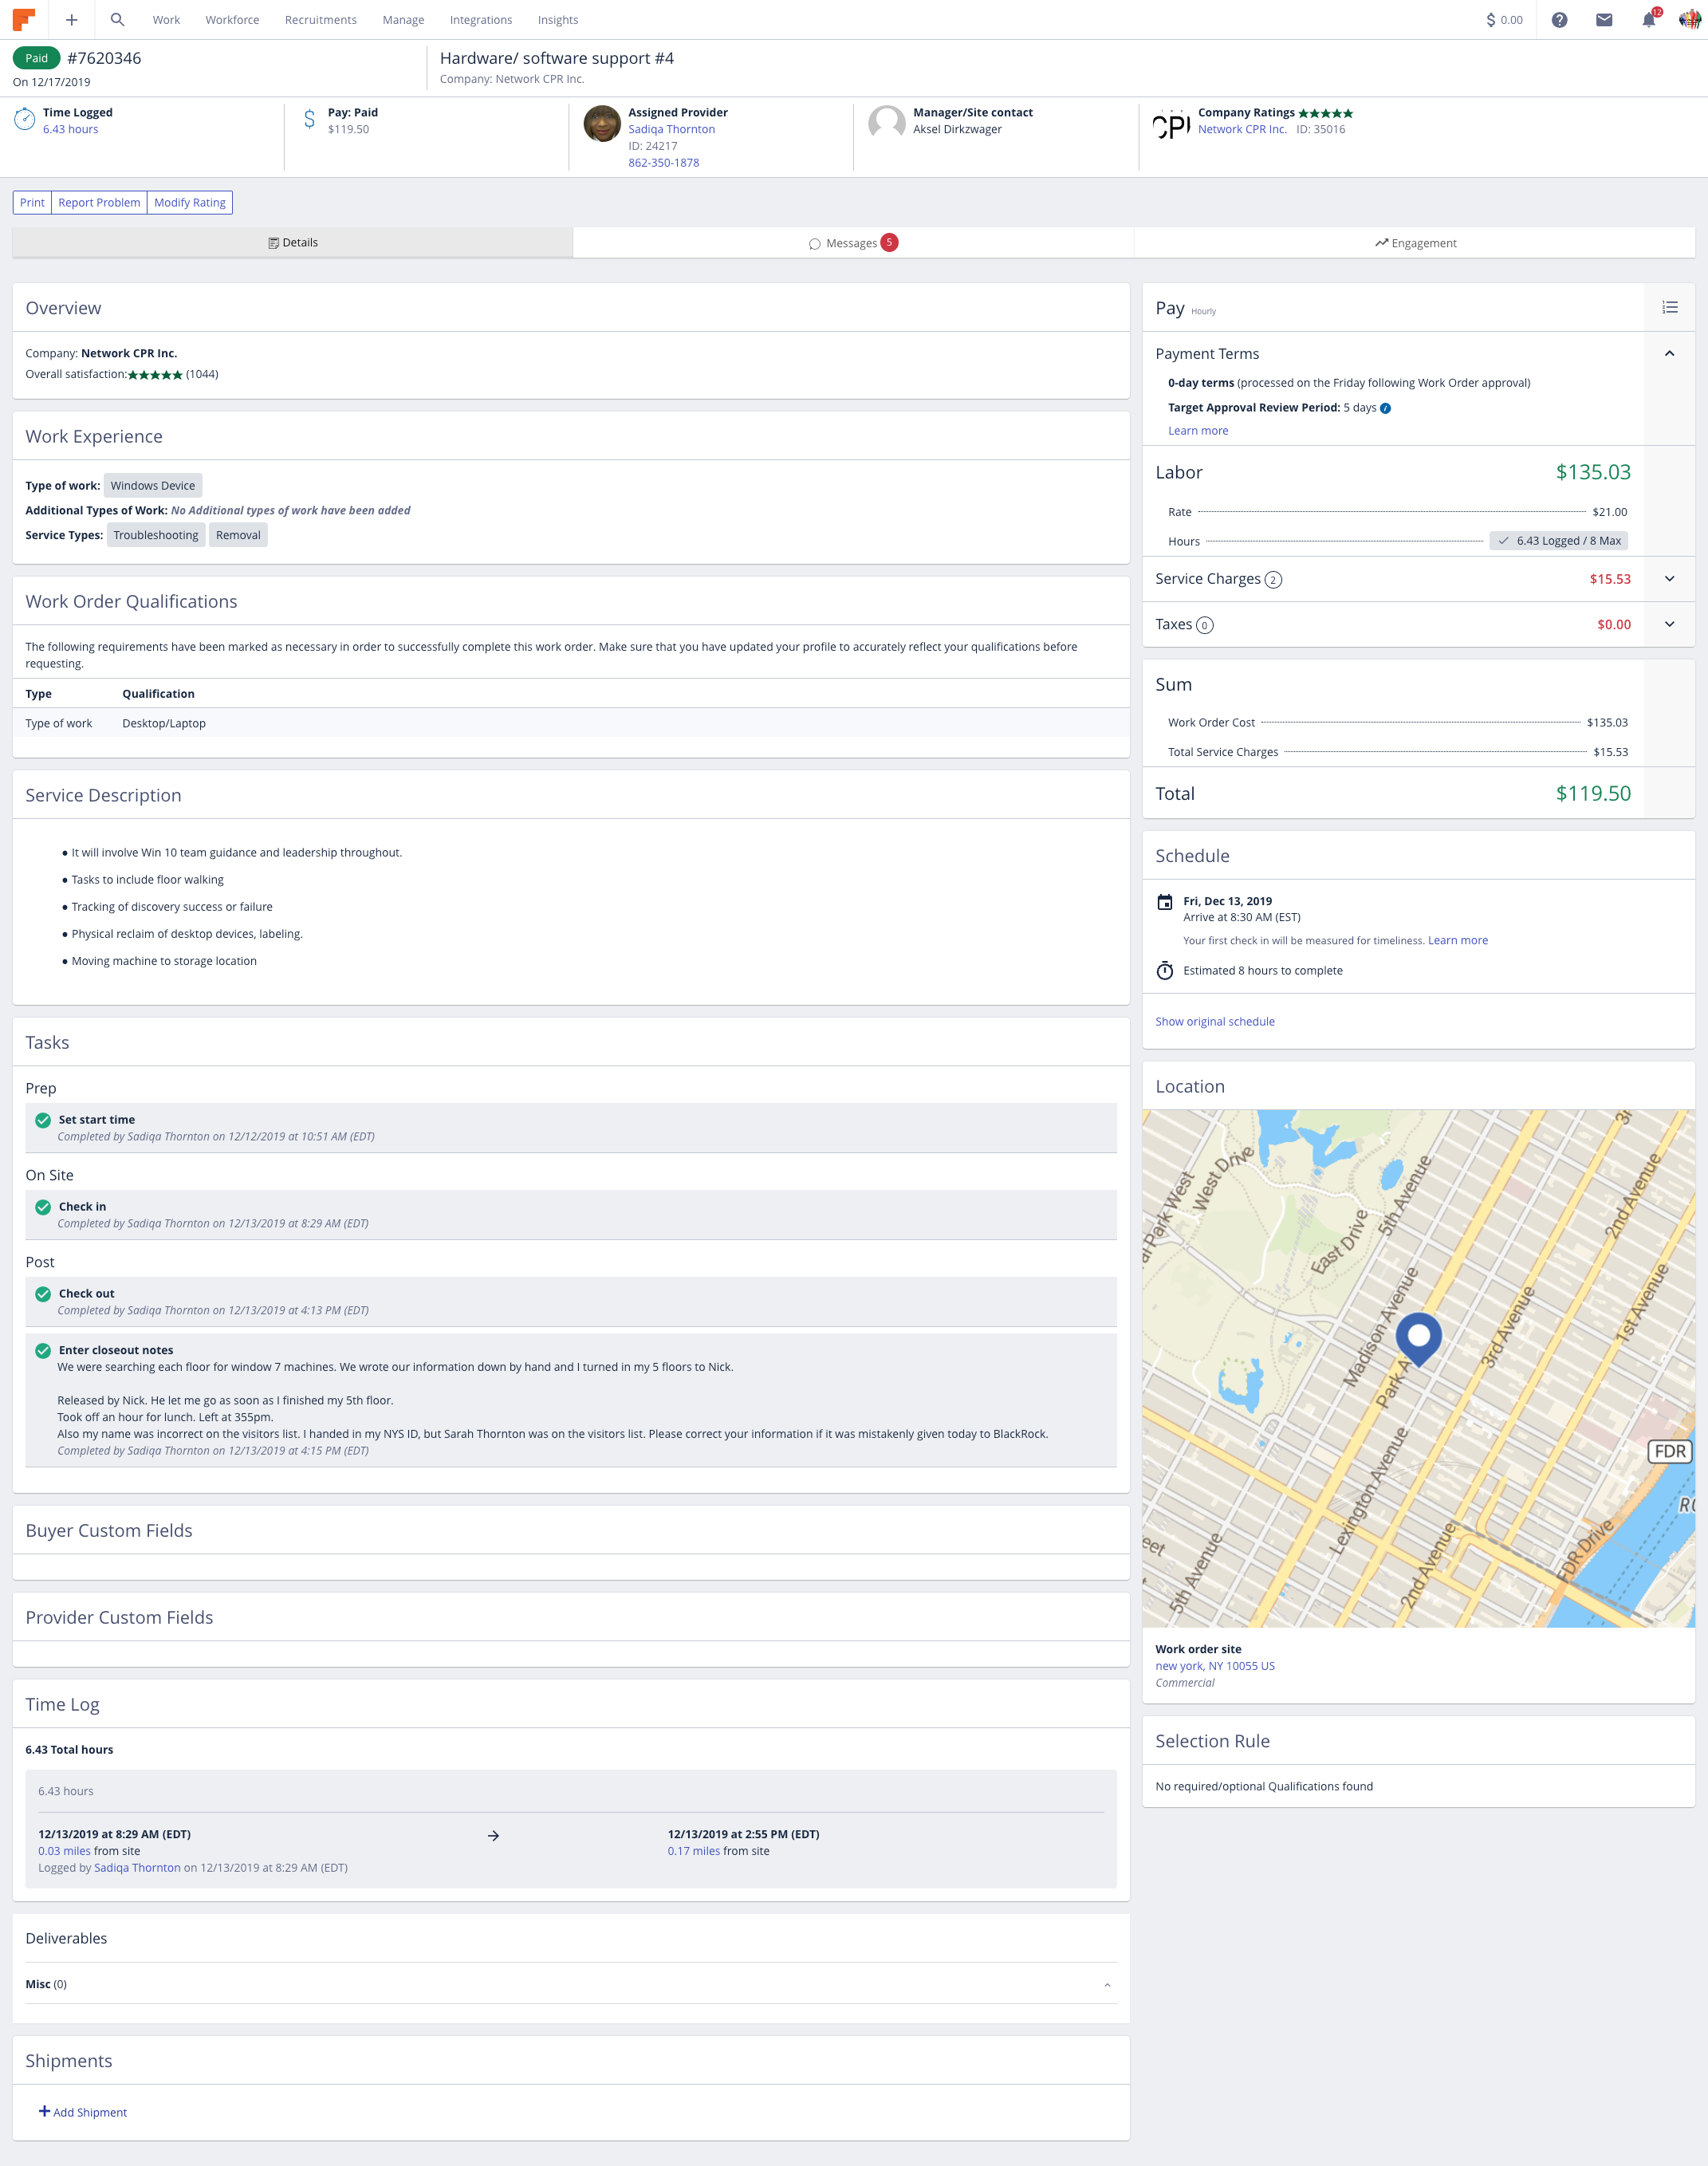 Work Workforce Recruitments Manage Integrations Insights $ 0.00 12
Paid #7620346
On 12/17/2019
Hardware/ software support #4
Company: Network CPR Inc.
Time Logged
6.43 hours
Pay: Paid
$119.50
Assigned Provider
Sadiqa Thornton
ID: 24217
862-350-1878
Manager/Site contact
Aksel Dirkzwager
Company Ratings
Network CPR Inc. ID: 35016
Print Report Problem Modify Rating
Details Messages 5 Engagement
Overview
Company: Network CPR Inc.
Overall satisfaction: (1044)
Work Experience
Type of work: Windows Device
Additional Types of Work: No Additional types of work have been added
Service Types: Troubleshooting Removal
Work Order Qualifications
The following requirements have been marked as necessary in order to successfully complete this work order. Make sure that you have updated your profile to accurately reflect your qualifications before
requesting.
Type Qualification
Type of work Desktop/Laptop
Service Description
● It will involve Win 10 team guidance and leadership throughout.
● Tasks to include floor walking
● Tracking of discovery success or failure
● Physical reclaim of desktop devices, labeling.
● Moving machine to storage location
Tasks
Prep
Set start time
Completed by Sadiqa Thornton on 12/12/2019 at 10:51 AM (EDT)
On Site
Check in
Completed by Sadiqa Thornton on 12/13/2019 at 8:29 AM (EDT)
Post
Check out
Completed by Sadiqa Thornton on 12/13/2019 at 4:13 PM (EDT)
Enter closeout notes
We were searching each floor for window 7 machines. We wrote our information down by hand and I turned in my 5 floors to Nick.
Released by Nick. He let me go as soon as I finished my 5th floor.
Took off an hour for lunch. Left at 355pm.
Also my name was incorrect on the visitors list. I handed in my NYS ID, but Sarah Thornton was on the visitors list. Please correct your information if it was mistakenly given today to BlackRock.
Completed by Sadiqa Thornton on 12/13/2019 at 4:15 PM (EDT)
Buyer Custom Fields
Provider Custom Fields
Time Log
6.43 Total hours
6.43 hours
12/13/2019 at 8:29 AM (EDT) 12/13/2019 at 2:55 PM (EDT)
0.03 miles from site 0.17 miles from site
Logged by Sadiqa Thornton on 12/13/2019 at 8:29 AM (EDT)
Deliverables
Misc (0)
Shipments
Add Shipment
Pay Hourly
Payment Terms
0-day terms (processed on the Friday following Work Order approval)
Target Approval Review Period: 5 days
Learn more
Labor $135.03
Rate $21.00
Hours 6.43 Logged / 8 Max
Service Charges 2 $15.53
Taxes 0 $0.00
Sum
Work Order Cost $135.03
Total Service Charges $15.53
Total $119.50
Schedule
Fri, Dec 13, 2019
Arrive at 8:30 AM (EST)
Your first check in will be measured for timeliness. Learn more
Estimated 8 hours to complete
Show original schedule
Location
Park West
West Drive
5th Avenue
East Drive
2nd Avenue
Madison Avenue
3rd Avenue
1st Avenue
Park
Lexington Avenue
FDR
5th Avenue
2nd Avenue
FDR Drive
Work order site
new york, NY 10055 US
Commercial
Selection Rule
No required/optional Qualifications found